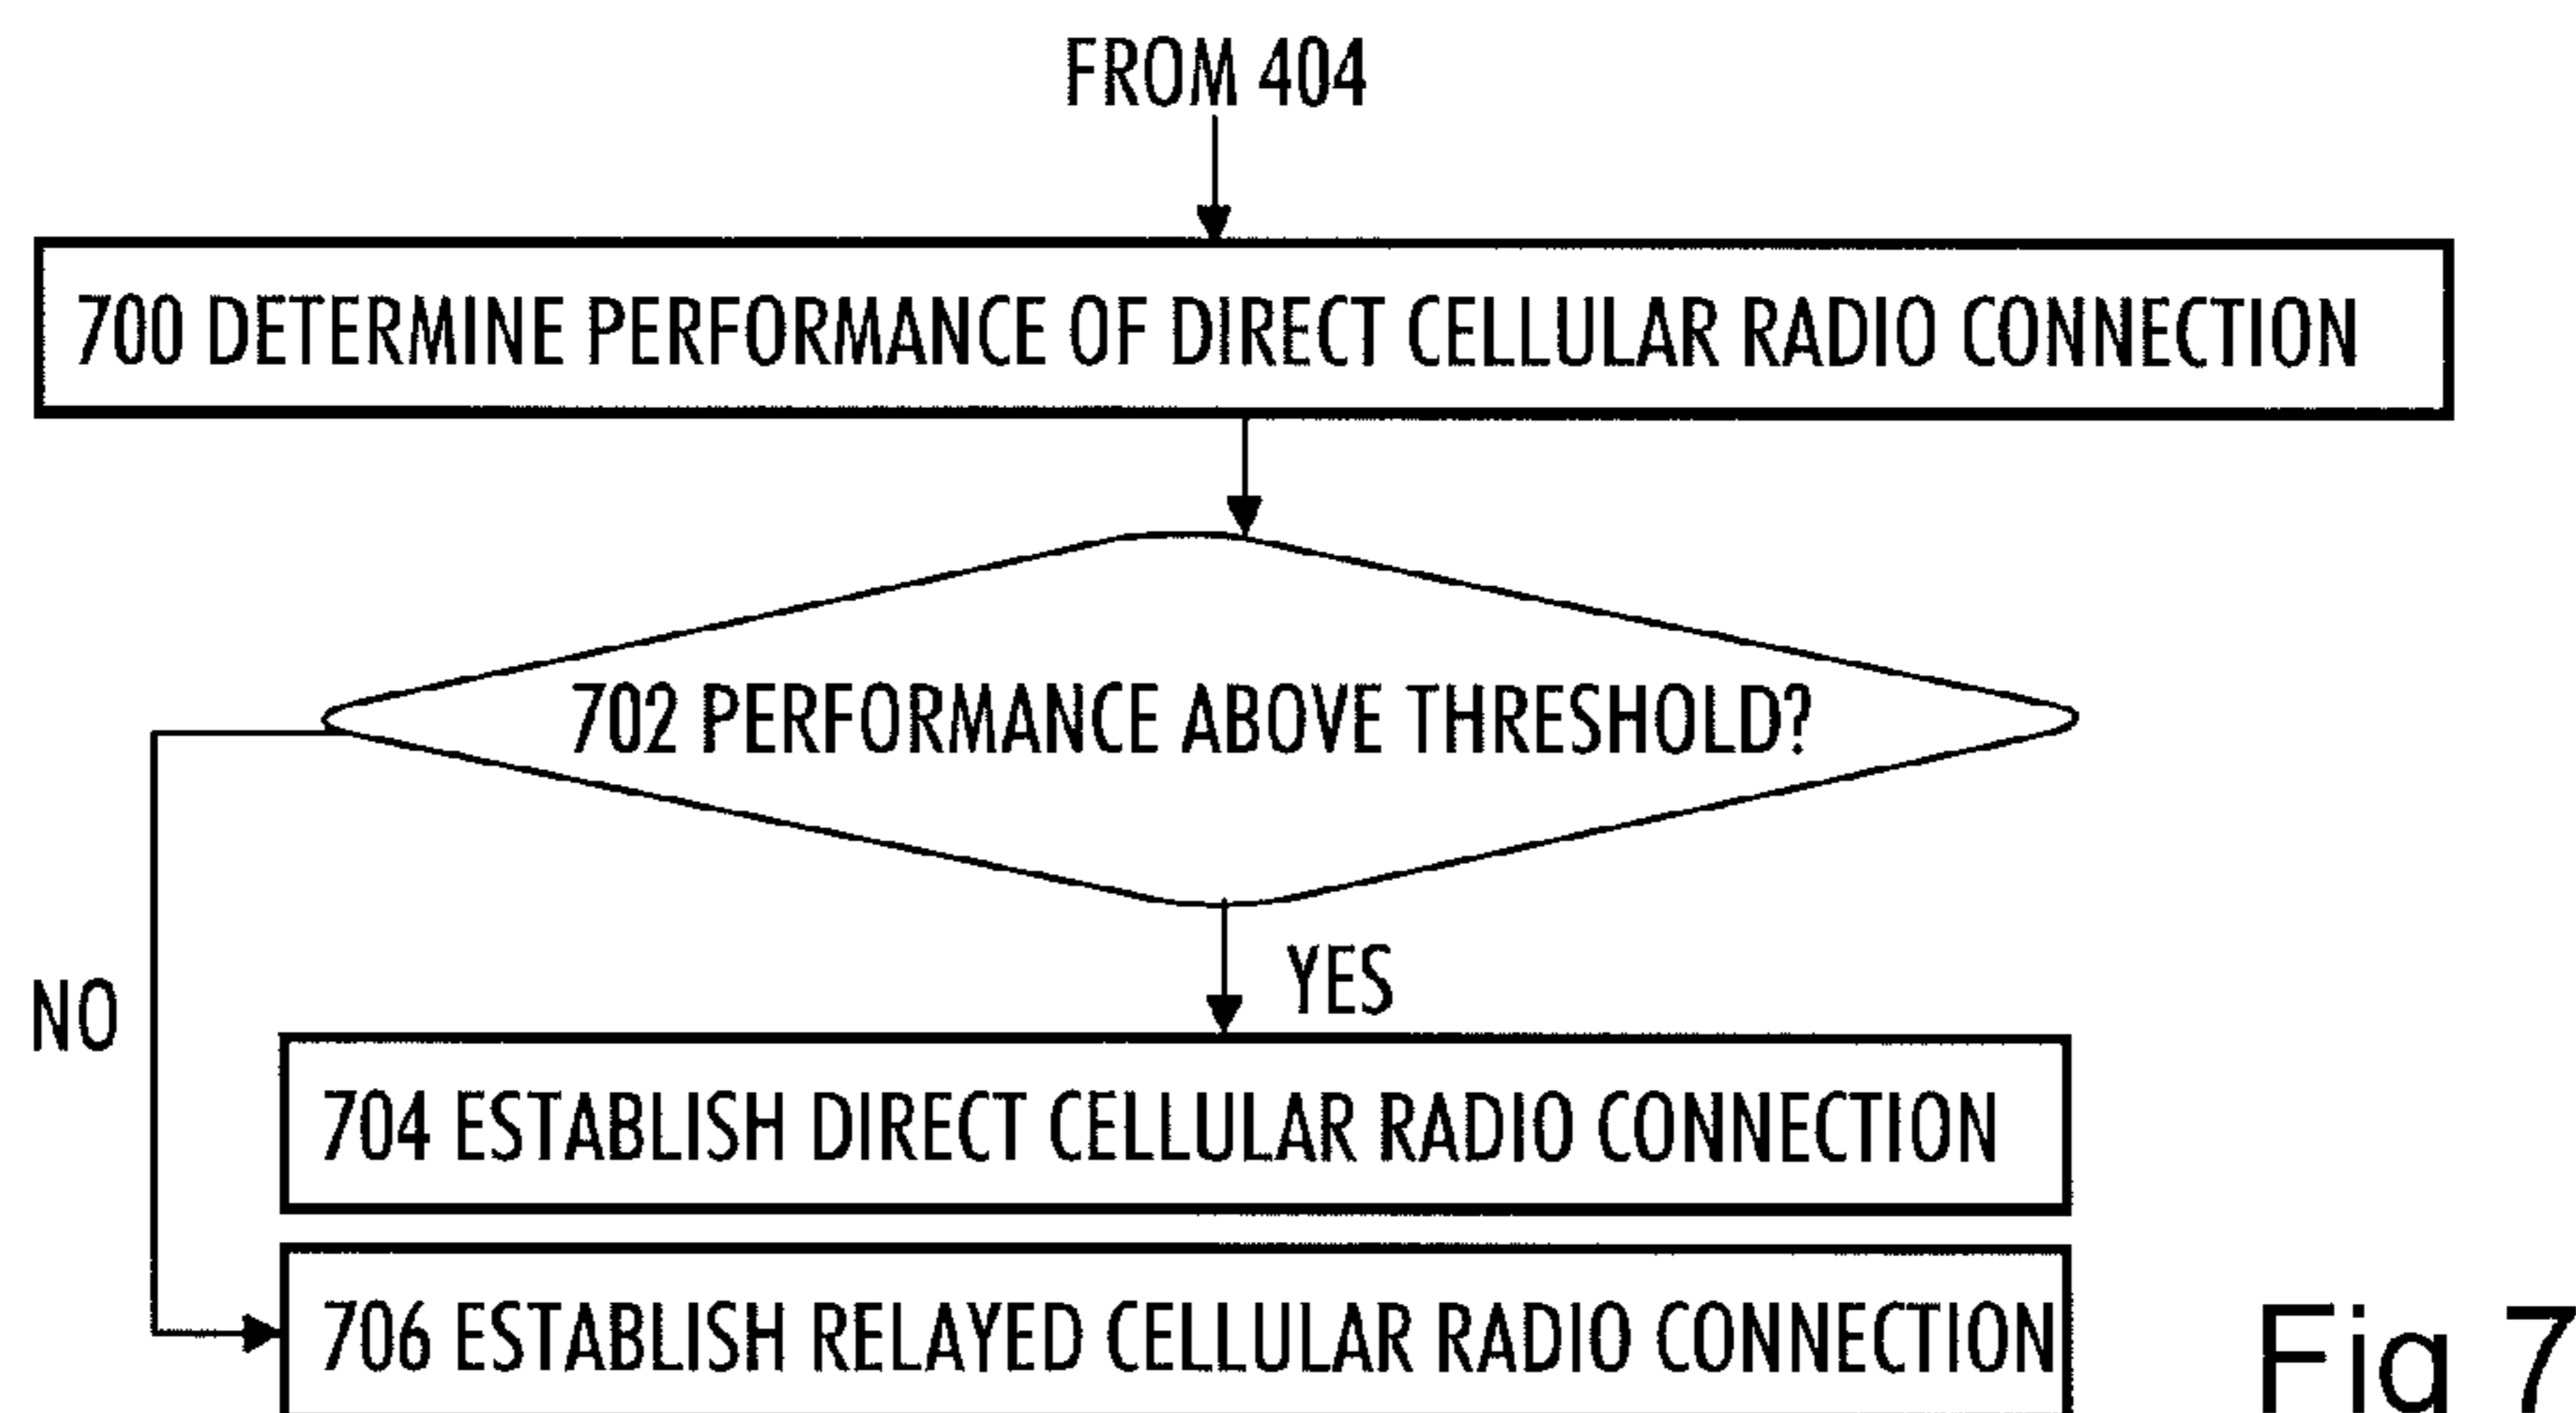 FROM 404
700 DETERMINE PERFORMANCE OF DIRECT CELLULAR RADIO CONNECTION
702 PERFORMANCE ABOVE THRESHOLD?
YES
NO
704 ESTABLISH DIRECT CELLULAR RADIO CONNECTION
706 ESTABLISH RELAYED CELLULAR RADIO CONNECTION
Fig 7